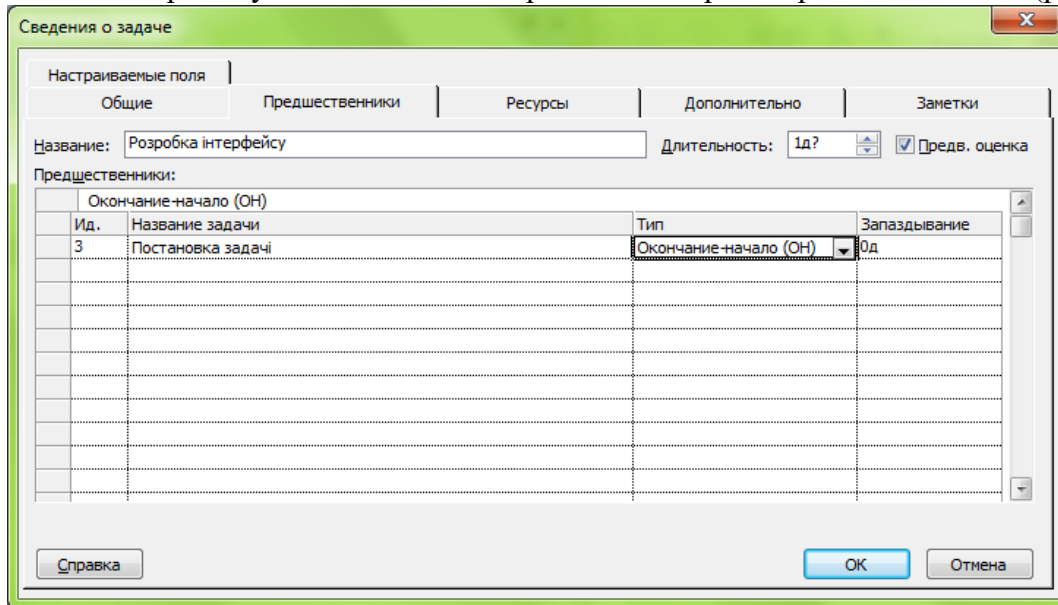 Сведения о задаче
Настраиваемые поля
Общие Предшественники Ресурсы Дополнительно Заметки
Название: Розробка інтерфейсу Длительность: 1д? Предв. оценка
Предшественники:
Окончание-начало (ОН)
Ид. Название задачи Тип Запаздывание
3 Постановка задачі Окончание-начало (ОН) 0д
Справка ОК Отмена